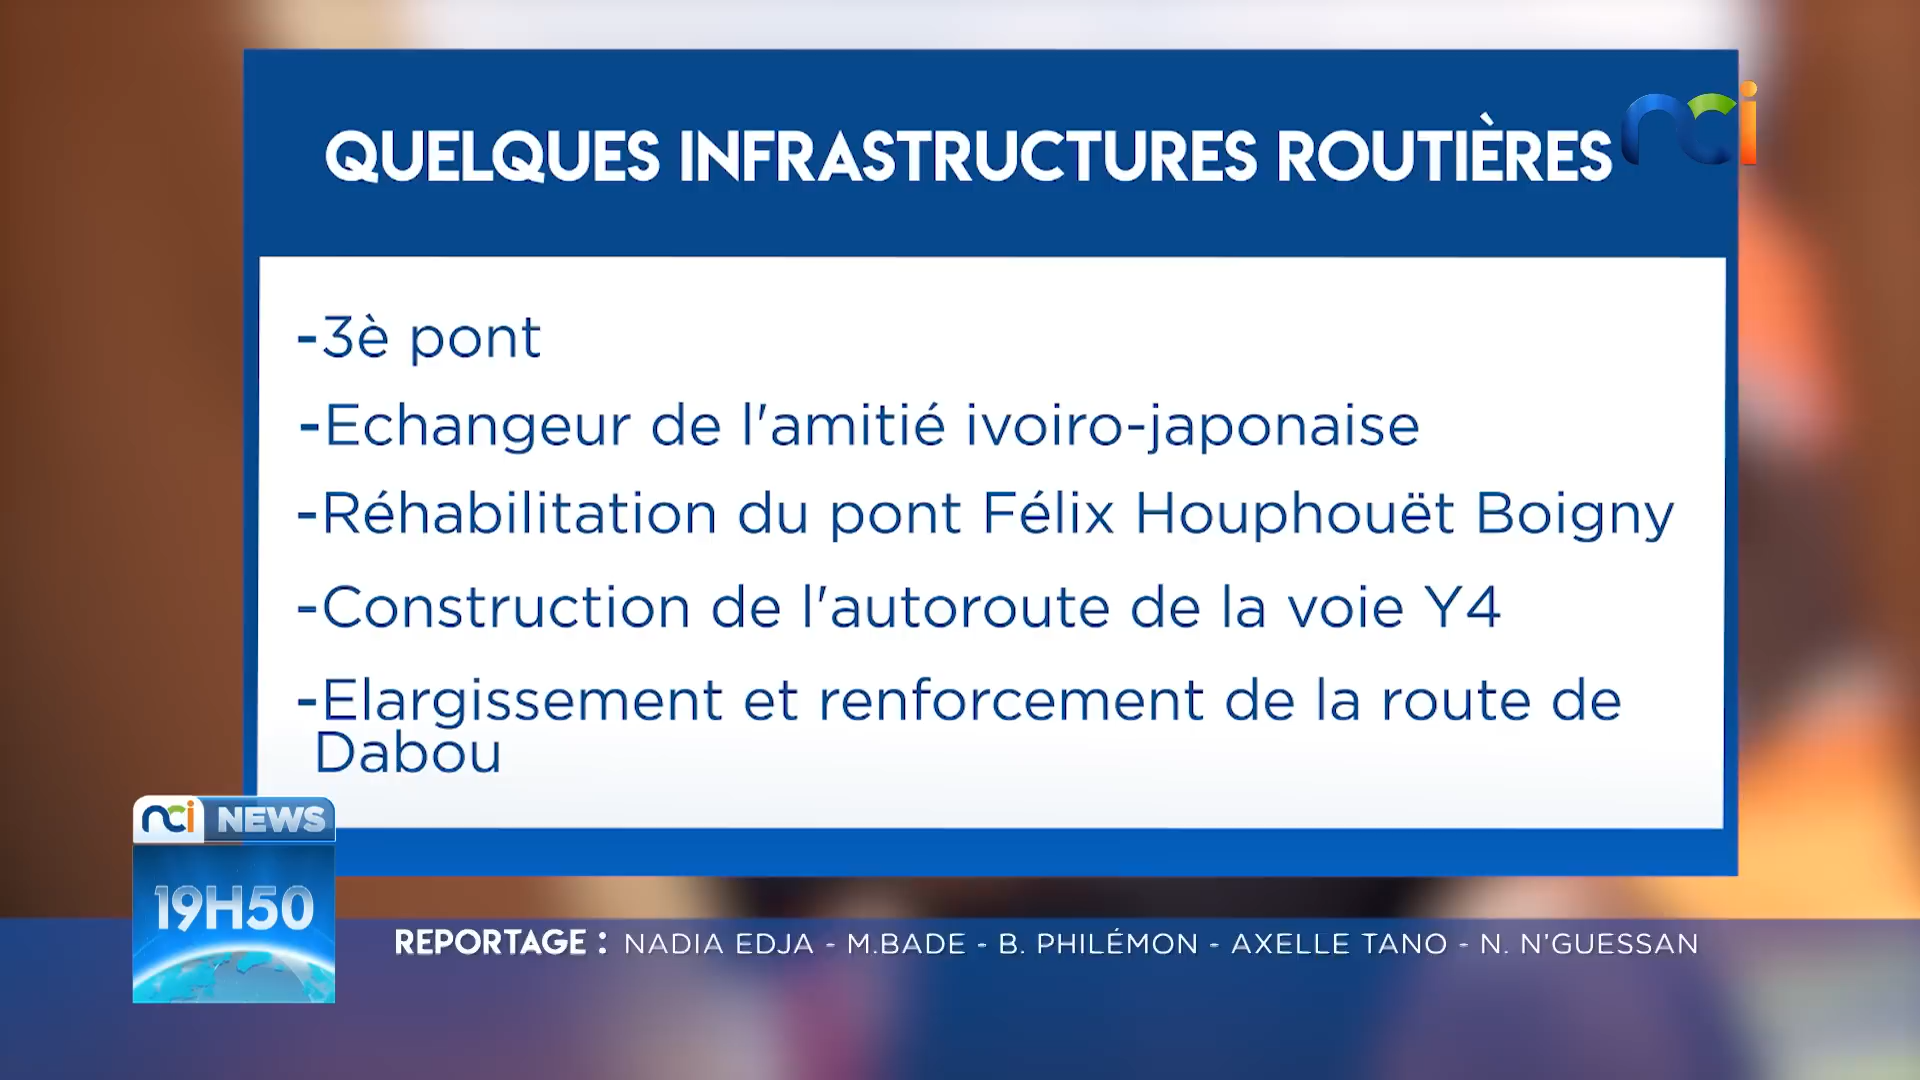 QUELQUES INFRASTRUCTURES ROUTIÈRES
nci
-3è pont
-Echangeur de l'amitié ivoiro-japonaise
-Réhabilitation du pont Félix Houphouët Boigny
-Construction de l'autoroute de la voie Y4
-Elargissement et renforcement de la route de
Dabou
nci NEWS
19H50
REPORTAGE : NADIA EDJA - M.BADE - B. PHILÉMON - AXELLE TANO - N. N'GUESSAN